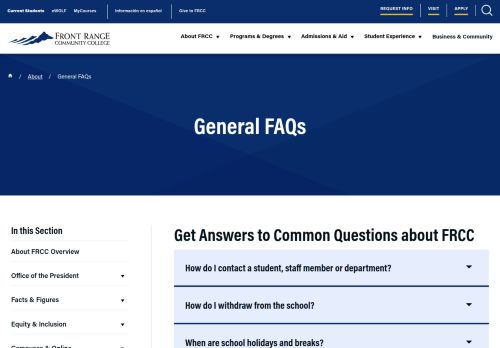 Current Students eWOLF MyCourses Información en español Give to FRCC REQUEST INFO VISIT APPLY
FRONT RANGE
COMMUNITY COLLEGE
About FRCC Programs & Degrees Admissions & Aid Student Experience Business & Community
/ About / General FAQs
General FAQs
In this Section
About FRCC Overview
Office of the President
Facts & Figures
Equity & Inclusion
Campuses & Online
Get Answers to Common Questions about FRCC
How do I contact a student, staff member or department?
How do I withdraw from the school?
When are school holidays and breaks?